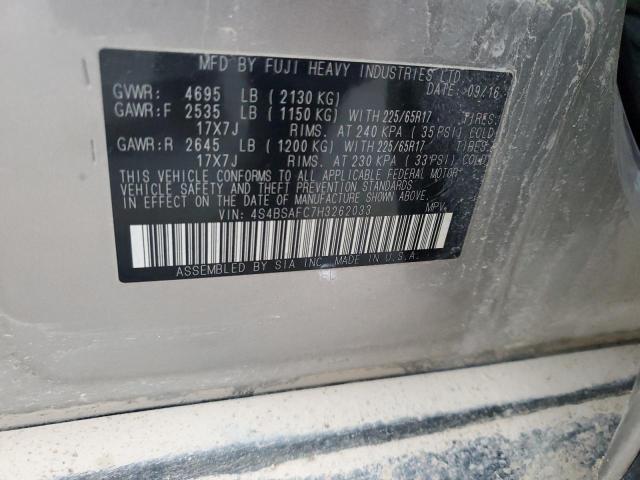 MFD BY FUJI HEAVY INDUSTRIES LTD.
GVWR: 4695 LB ( 2130 KG) DATE: 09/16
GAWR:F 2535 LB ( 1150 KG) WITH 225/65R17 TIRES,
17X7J RIMS, AT 240 KPA ( 35 PSI) COLD
GAWR:R 2645 LB ( 1200 KG) WITH 225/65R17 TIRES,
17X7J RIMS, AT 230 KPA ( 33 PSI) COLD
THIS VEHICLE CONFORMS TO ALL APPLICABLE FEDERAL MOTOR
VEHICLE SAFETY AND THEFT PREVENTION STANDARDS
IN EFFECT ON THE DATE OF MANUFACTURE SHOWN ABOVE.
VIN: 4S4BSAFC7H3262033 MPV
ASSEMBLED BY SIA INC. MADE IN U.S.A.